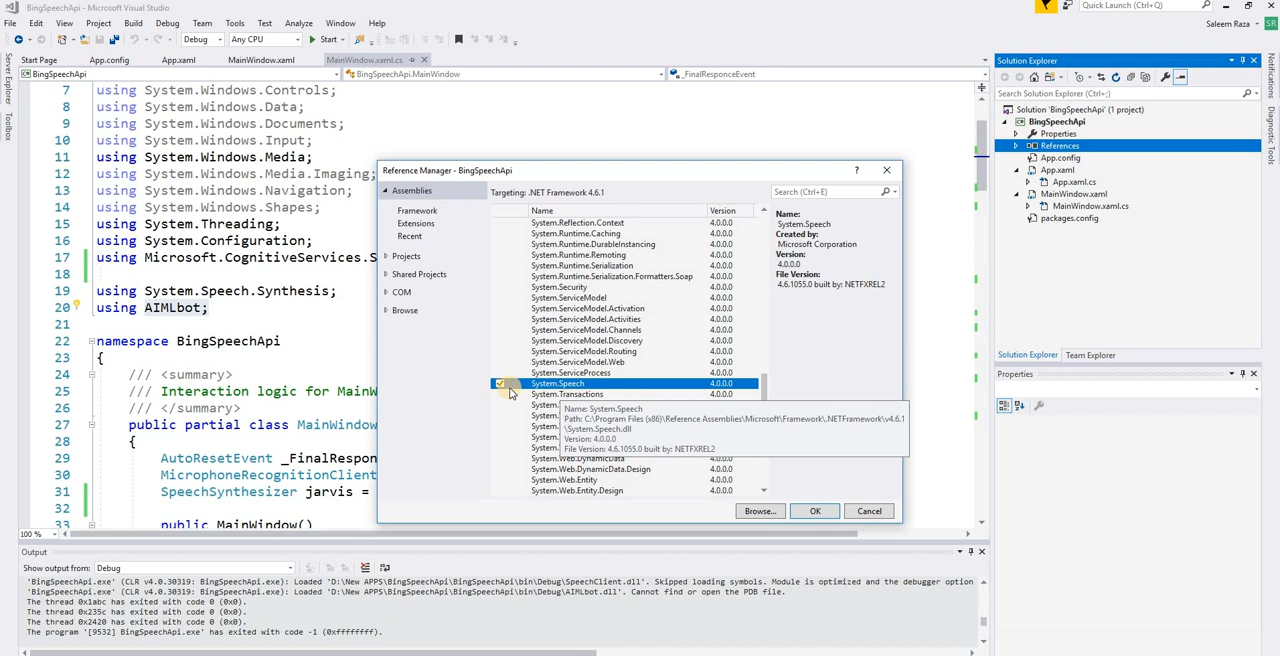 BingSpeechApi - Microsoft Visual Studio
Quick Launch (Ctrl+Q)
File Edit View Project Build Debug Team Tools Test Analyze Window Help
Saleem Raza SR
Debug Any CPU Start
Start Page App.config App.xaml MainWindow.xaml MainWindow.xaml.cs
BingSpeechApi BingSpeechApi.MainWindow _FinalResponceEvent
Server Explorer
Toolbox
7 using System.Windows.Controls;
8 using System.Windows.Data;
9 using System.Windows.Documents;
10 using System.Windows.Input;
11 using System.Windows.Media;
12 using System.Windows.Media.Imaging;
13 using System.Windows.Navigation;
14 using System.Windows.Shapes;
15 using System.Threading;
16 using System.Configuration;
17 using Microsoft.CognitiveServices.S
18
19 using System.Speech.Synthesis;
20 using AIMLbot;
21
22 namespace BingSpeechApi
23 {
24 /// <summary>
25 /// Interaction logic for MainW
26 /// </summary>
27 public partial class MainWindow
28 {
29 AutoResetEvent _FinalRespon
30 MicrophoneRecognitionClient
31 SpeechSynthesizer jarvis =
32
33 public MainWindow()
100 %
Reference Manager - BingSpeechApi
? 
Assemblies
Framework
Extensions
Recent
Projects
Shared Projects
COM
Browse
Targeting: .NET Framework 4.6.1
Search (Ctrl+E)
Name Version
System.Reflection.Context 4.0.0.0
System.Runtime.Caching 4.0.0.0
System.Runtime.DurableInstancing 4.0.0.0
System.Runtime.Remoting 4.0.0.0
System.Runtime.Serialization 4.0.0.0
System.Runtime.Serialization.Formatters.Soap 4.0.0.0
System.Security 4.0.0.0
System.ServiceModel 4.0.0.0
System.ServiceModel.Activation 4.0.0.0
System.ServiceModel.Activities 4.0.0.0
System.ServiceModel.Channels 4.0.0.0
System.ServiceModel.Discovery 4.0.0.0
System.ServiceModel.Routing 4.0.0.0
System.ServiceModel.Web 4.0.0.0
System.ServiceProcess 4.0.0.0
System.Speech 4.0.0.0
System.Transactions 4.0.0.0
Name: System.Speech
Path: C:\Program Files (x86)\Reference Assemblies\Microsoft\Framework\.NETFramework\v4.6.1
\System.Speech.dll
Version: 4.0.0.0
File Version: 4.6.1055.0 built by: NETFXREL2
System.Web.DynamicData 4.0.0.0
System.Web.DynamicData.Design 4.0.0.0
System.Web.Entity 4.0.0.0
System.Web.Entity.Design 4.0.0.0
Name:
System.Speech
Created by:
Microsoft Corporation
Version:
4.0.0.0
File Version:
4.6.1055.0 built by: NETFXREL2
Browse... OK Cancel
Solution Explorer
Search Solution Explorer (Ctrl+;)
Solution 'BingSpeechApi' (1 project)
BingSpeechApi
Properties
References
App.config
App.xaml
App.xaml.cs
MainWindow.xaml
MainWindow.xaml.cs
packages.config
Solution Explorer Team Explorer
Properties
Notifications
Diagnostic Tools
Output
Show output from: Debug
'BingSpeechApi.exe' (CLR v4.0.30319: BingSpeechApi.exe): Loaded 'D:\New APPS\BingSpeechApi\BingSpeechApi\bin\Debug\SpeechClient.dll'. Skipped loading symbols. Module is optimized and the debugger option
'BingSpeechApi.exe' (CLR v4.0.30319: BingSpeechApi.exe): Loaded 'D:\New APPS\BingSpeechApi\BingSpeechApi\bin\Debug\AIMLbot.dll'. Cannot find or open the PDB file.
The thread 0x1abc has exited with code 0 (0x0).
The thread 0x235c has exited with code 0 (0x0).
The thread 0x2420 has exited with code 0 (0x0).
The program '[9532] BingSpeechApi.exe' has exited with code -1 (0xffffffff).